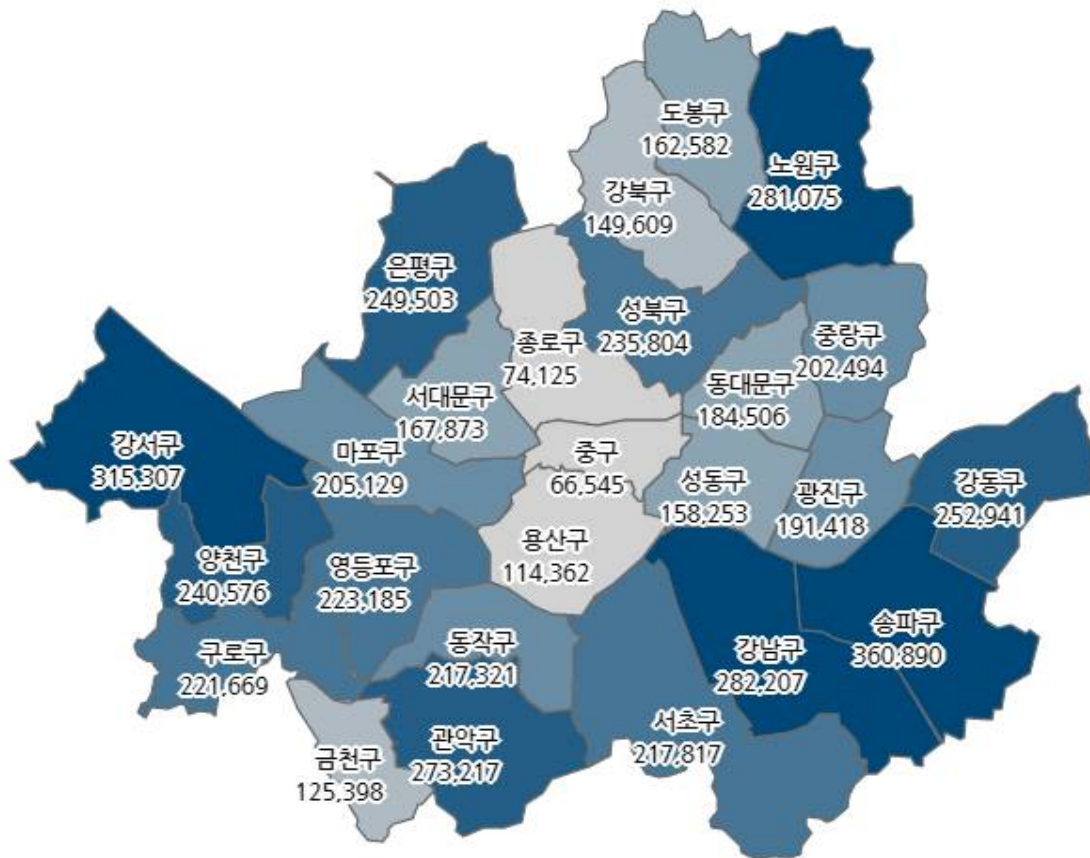 도봉구
162,582
노원구
281,075
강북구
149,609
은평구
249,503
성북구
235,804
중랑구
202,494
종로구
74,125
동대문구
184,506
서대문구
167,873
강서구
315,307
마포구
205,129
중구
66,545
성동구
158,253
광진구
191,418
강동구
252,941
양천구
240,576
영등포구
223,185
용산구
114,362
구로구
221,669
동작구
217,321
강남구
282,207
송파구
360,890
금천구
125,398
관악구
273,217
서초구
217,817